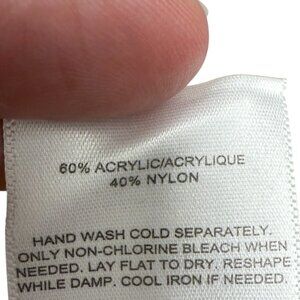 60% ACRYLIC/ACRYLIQUE
40% NYLON
HAND WASH COLD SEPARATELY.
ONLY NON-CHLORINE BLEACH WHEN
NEEDED. LAY FLAT TO DRY. RESHAPE
WHILE DAMP. COOL IRON IF NEEDED.